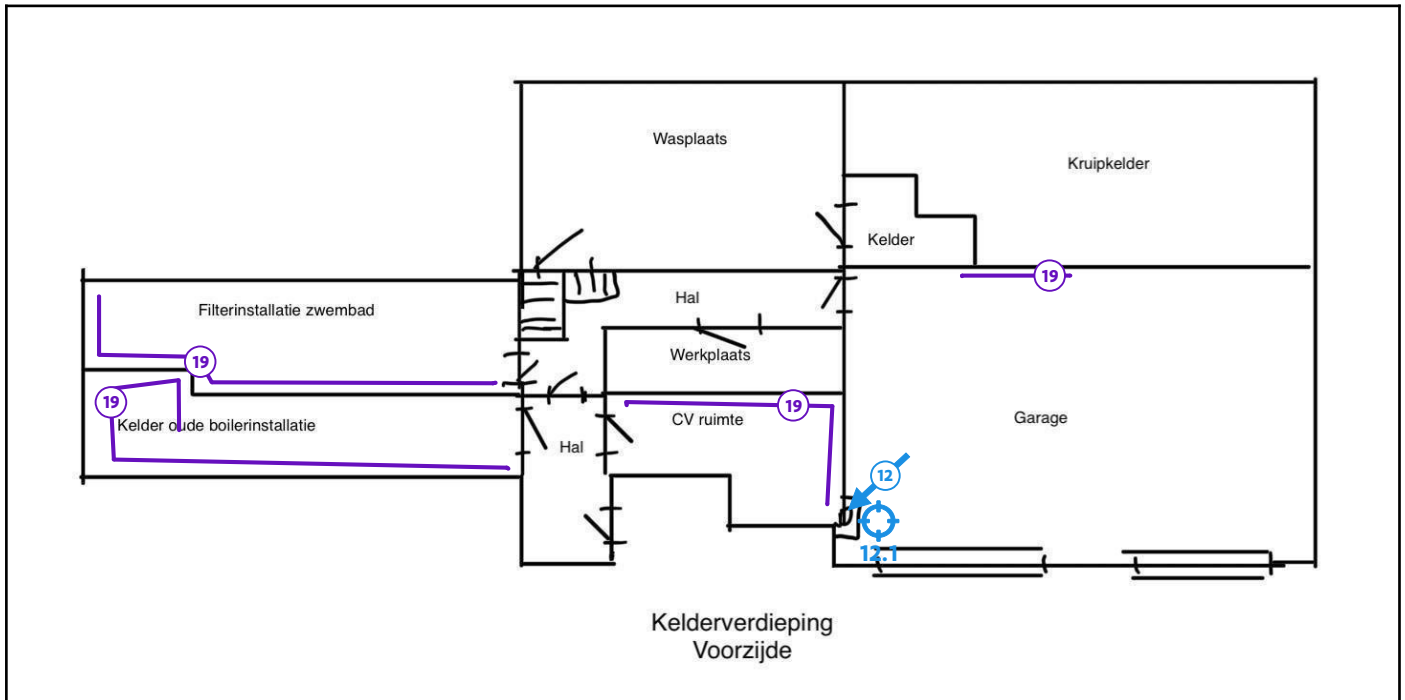 Wasplaats
Kruipkelder
Kelder
19
Hal
Filterinstallatie zwembad
19
Werkplaats
19
Kelder oude boilerinstallatie
19
CV ruimte
Garage
Hal
12
12.1
Kelderverdieping
Voorzijde